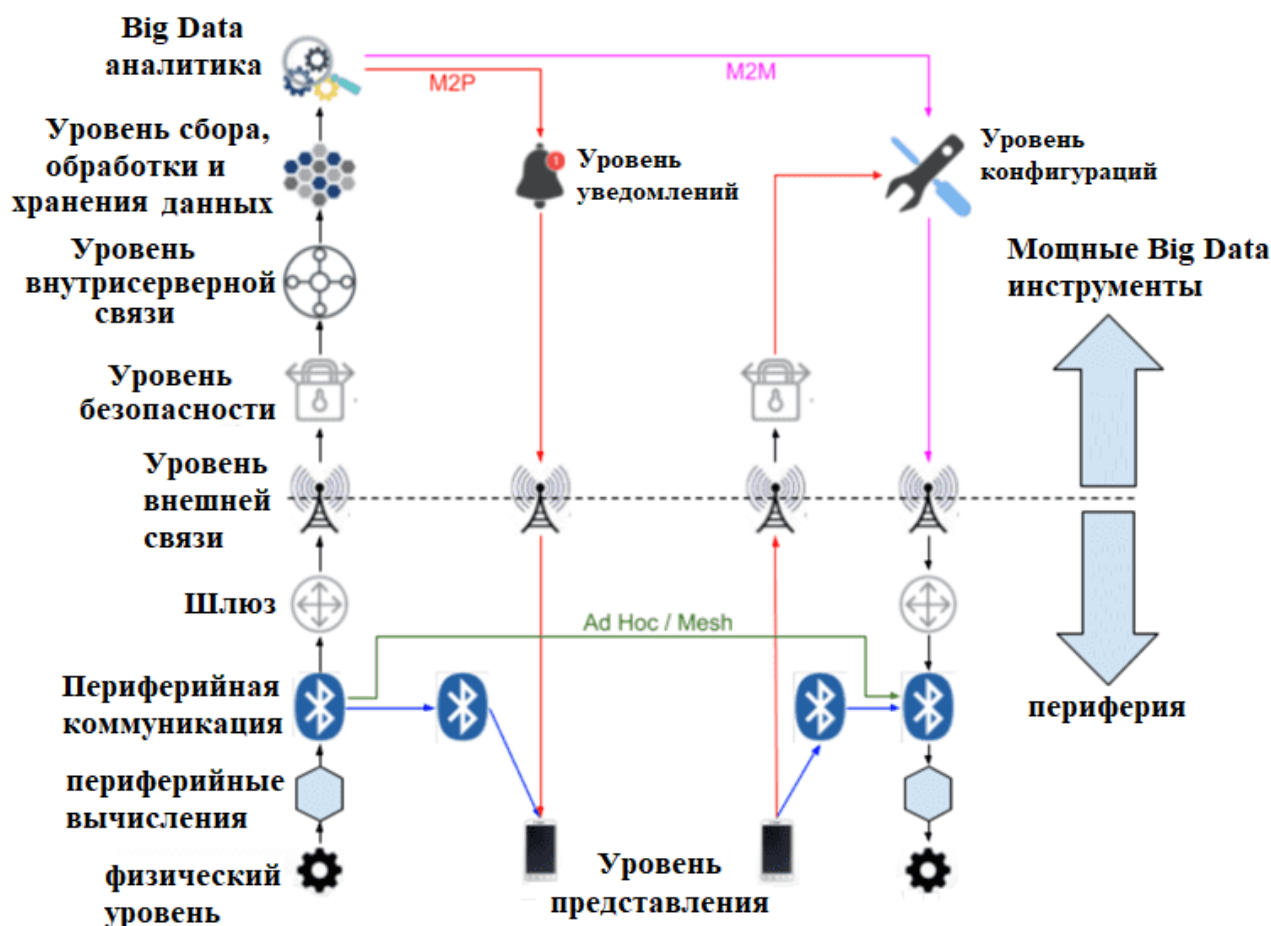 Big Data
аналитика
M2P
M2M
Уровень сбора,
обработки и
хранения данных
1
Уровень
уведомлений
Уровень
конфигураций
Уровень
внутрисерверной
связи
Мощные Big Data
инструменты
Уровень
безопасности
Уровень
внешней
связи
Шлюз
Ad Hoc / Mesh
Периферийная
коммуникация
периферия
периферийные
вычисления
физический
уровень
Уровень
представления